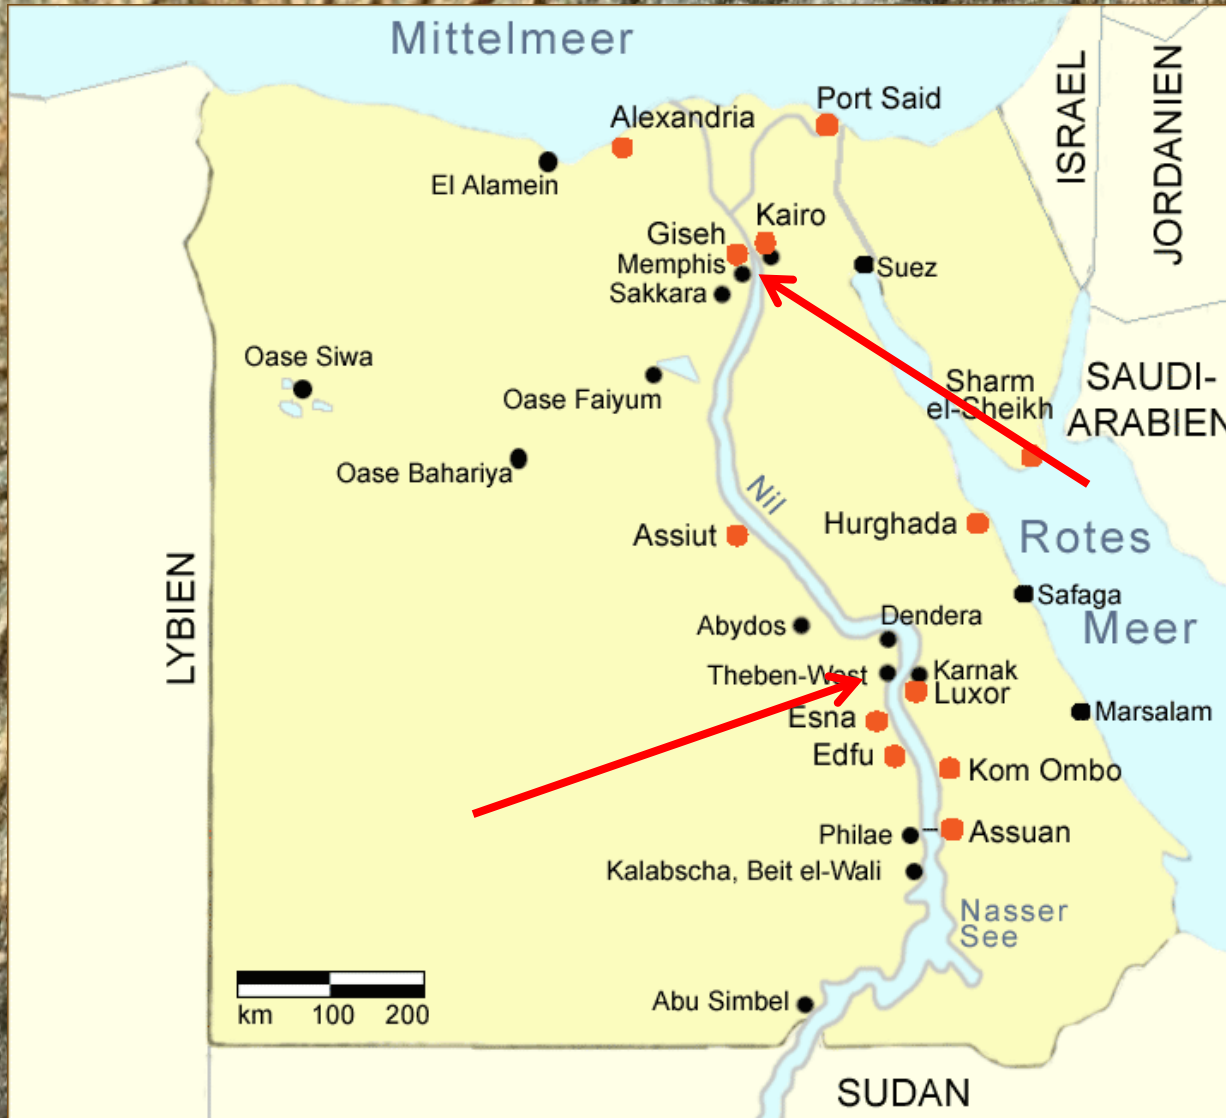 Mittelmeer
Port Said
Alexandria
El Alamein
ISRAEL
JORDANIEN
Kairo
Giseh
Memphis
Sakkara
Suez
Oase Siwa
Oase Faiyum
Sharm
el-Sheikh
SAUDI-
ARABIEN
Oase Bahariya
Nil
Assiut
Hurghada
Rotes
Meer
LYBIEN
Safaga
Abydos
Dendera
Theben-West
Karnak
Luxor
Esna
Marsalam
Edfu
Kom Ombo
Philae
Assuan
Kalabscha, Beit el-Wali
Nasser
See
Abu Simbel
km 100 200
SUDAN